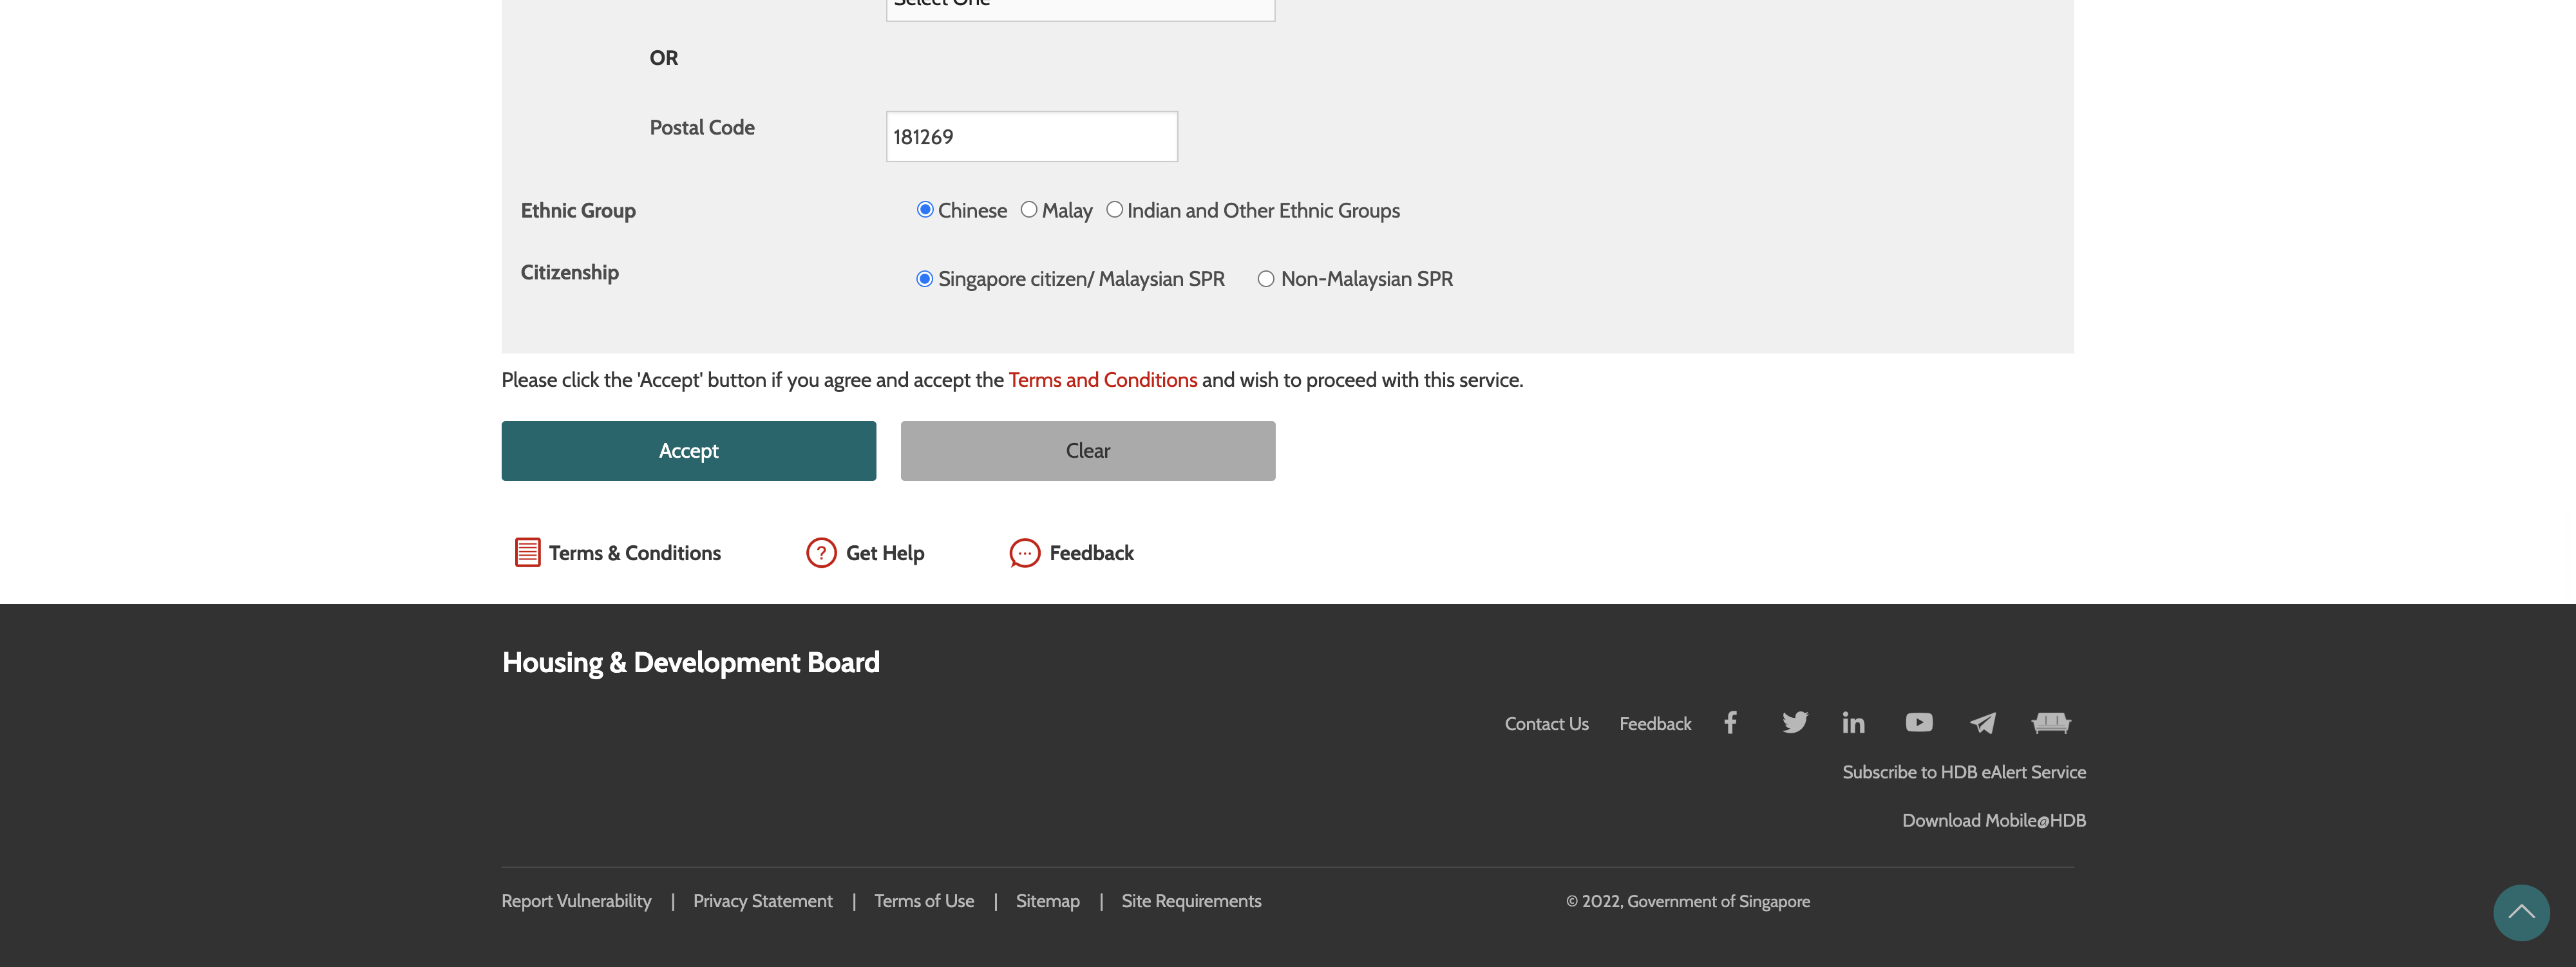 Select One
OR
Postal Code
181269
Ethnic Group
Chinese Malay Indian and Other Ethnic Groups
Citizenship
Singapore citizen/ Malaysian SPR Non-Malaysian SPR
Please click the 'Accept' button if you agree and accept the Terms and Conditions and wish to proceed with this service.
Accept
Clear
Terms & Conditions
Get Help
Feedback
Housing & Development Board
Contact Us Feedback
Subscribe to HDB eAlert Service
Download Mobile@HDB
Report Vulnerability | Privacy Statement | Terms of Use | Sitemap | Site Requirements
© 2022, Government of Singapore